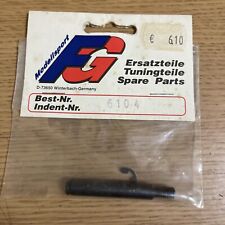 € 6.10
Modellsport
FG
Ersatzteile
Tuningteile
Spare Parts
D-73650 Winterbach-Germany
Best-Nr.
Indent-Nr.
6104